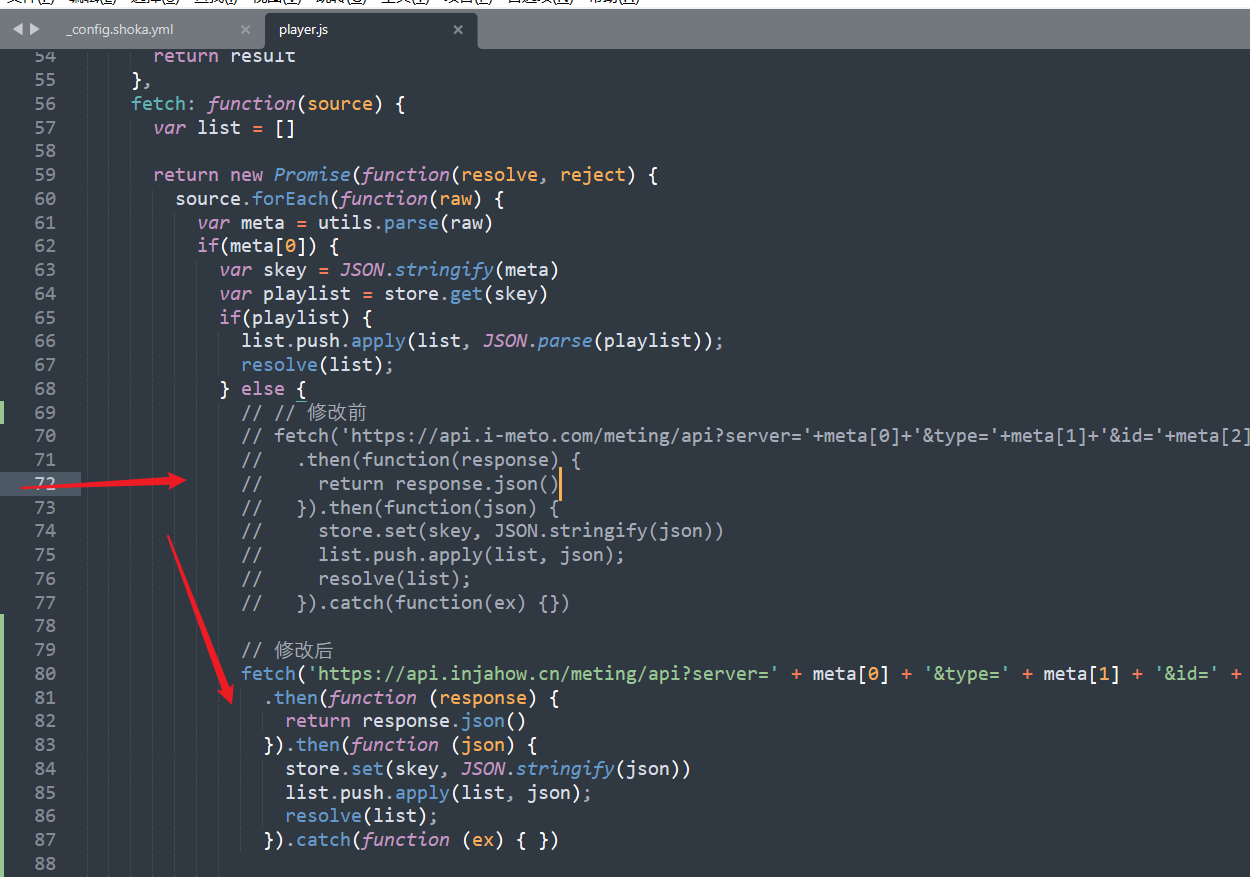 _config.shoka.yml × player.js ×
54 return result
55 },
56 fetch: function(source) {
57 var list = []
58
59 return new Promise(function(resolve, reject) {
60 source.forEach(function(raw) {
61 var meta = utils.parse(raw)
62 if(meta[0]) {
63 var skey = JSON.stringify(meta)
64 var playlist = store.get(skey)
65 if(playlist) {
66 list.push.apply(list, JSON.parse(playlist));
67 resolve(list);
68 } else {
69 // // 修改前
70 // fetch('https://api.i-meto.com/meting/api?server='+meta[0]+'&type='+meta[1]+'&id='+meta[2]
71 // .then(function(response) {
72 // return response.json()
73 // }).then(function(json) {
74 // store.set(skey, JSON.stringify(json))
75 // list.push.apply(list, json);
76 // resolve(list);
77 // }).catch(function(ex) {})
78
79 // 修改后
80 fetch('https://api.injahow.cn/meting/api?server=' + meta[0] + '&type=' + meta[1] + '&id=' +
81 .then(function (response) {
82 return response.json()
83 }).then(function (json) {
84 store.set(skey, JSON.stringify(json))
85 list.push.apply(list, json);
86 resolve(list);
87 }).catch(function (ex) { })
88